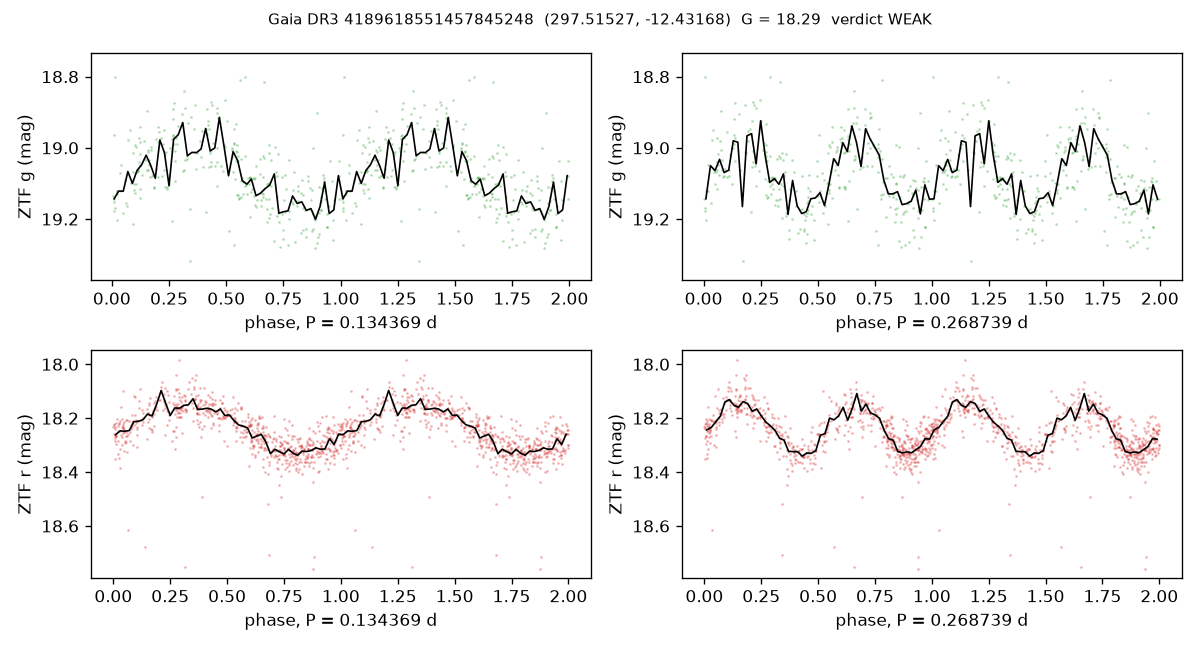 Gaia DR3 4189618551457845248  (297.51527, -12.43168)  G = 18.29  verdict WEAK
ZTF g (mag)
18.8
19.0
19.2
0.00 0.25 0.50 0.75 1.00 1.25 1.50 1.75 2.00
phase, P = 0.134369 d
ZTF g (mag)
18.8
19.0
19.2
0.00 0.25 0.50 0.75 1.00 1.25 1.50 1.75 2.00
phase, P = 0.268739 d
ZTF r (mag)
18.0
18.2
18.4
18.6
0.00 0.25 0.50 0.75 1.00 1.25 1.50 1.75 2.00
phase, P = 0.134369 d
ZTF r (mag)
18.0
18.2
18.4
18.6
0.00 0.25 0.50 0.75 1.00 1.25 1.50 1.75 2.00
phase, P = 0.268739 d